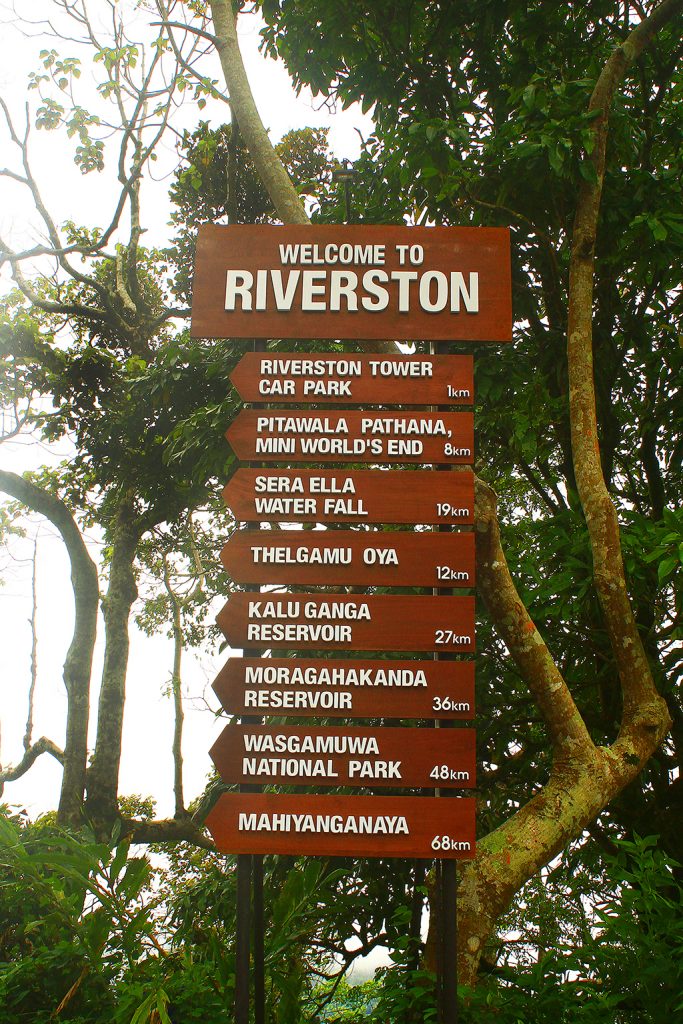 WELCOME TO
RIVERSTON
RIVERSTON TOWER
CAR PARK 1km
PITAWALA PATHANA,
MINI WORLD'S END 8km
SERA ELLA
WATER FALL 19km
THELGAMU OYA
12km
KALU GANGA
RESERVOIR 27km
MORAGAHAKANDA
RESERVOIR 36km
WASGAMUWA
NATIONAL PARK 48km
MAHIYANGANAYA
68km